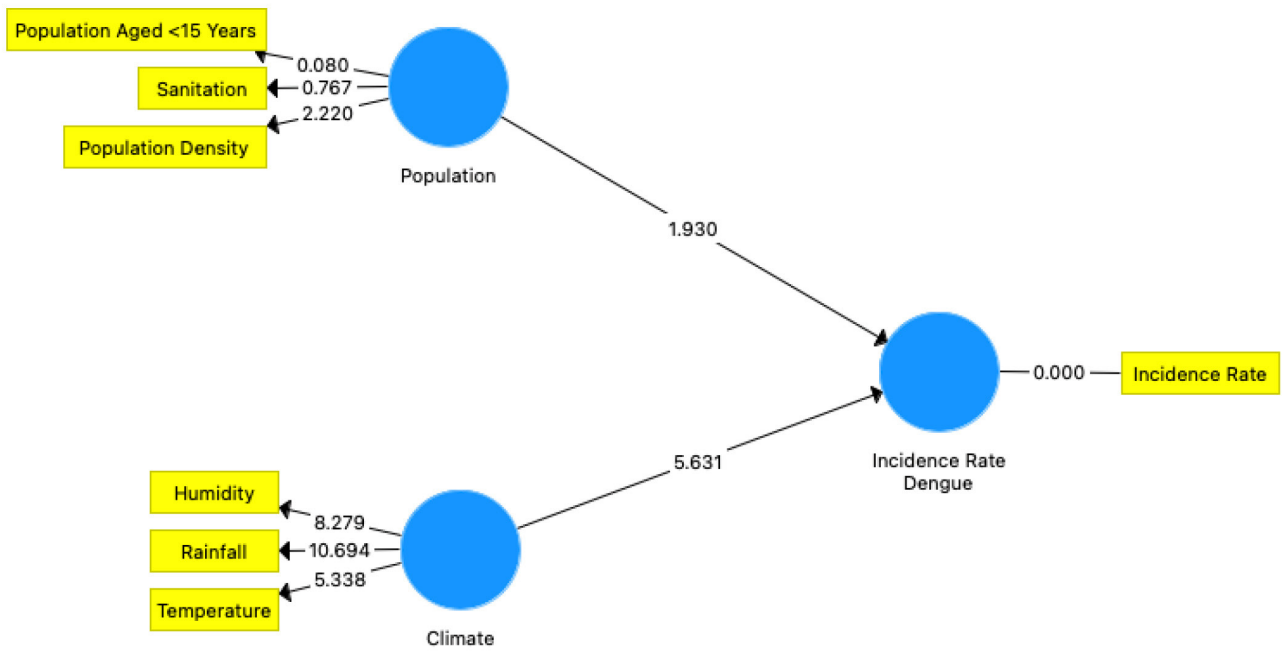 Population Aged <15 Years
0.080
Sanitation
0.767
2.220
Population Density
Population
1.930
0.000
Incidence Rate
5.631
Incidence Rate
Dengue
Humidity
8.279
Rainfall
10.694
5.338
Temperature
Climate